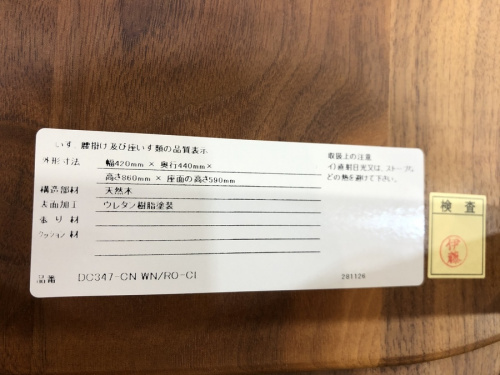 いす、腰掛け及び座いす類の品質表示
外形寸法 幅420mm × 奥行440mm×
高さ860mm × 座面の高さ590mm
構造部材 天然木
表面加工 ウレタン樹脂塗装
張り材
クッション材
品番 DC347-CN WN/RO-CI
281126
取扱上の注意
イ)直射日光又は、ストーブな
どの熱を避けて下さい。
検査
伊藤